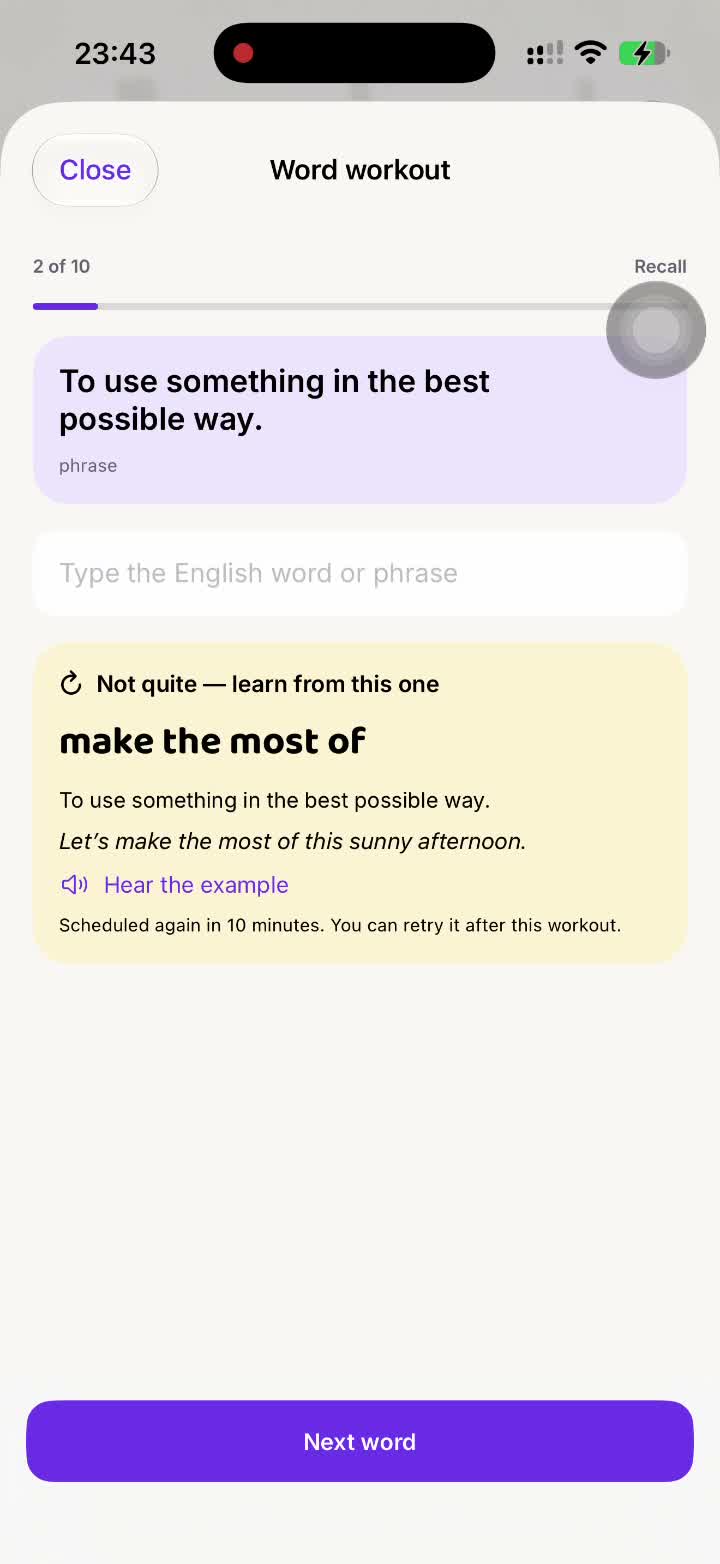 23:43
Close
Word workout
2 of 10
Recall
To use something in the best
possible way.
phrase
Type the English word or phrase
Not quite — learn from this one
make the most of
To use something in the best possible way.
Let’s make the most of this sunny afternoon.
Hear the example
Scheduled again in 10 minutes. You can retry it after this workout.
Next word